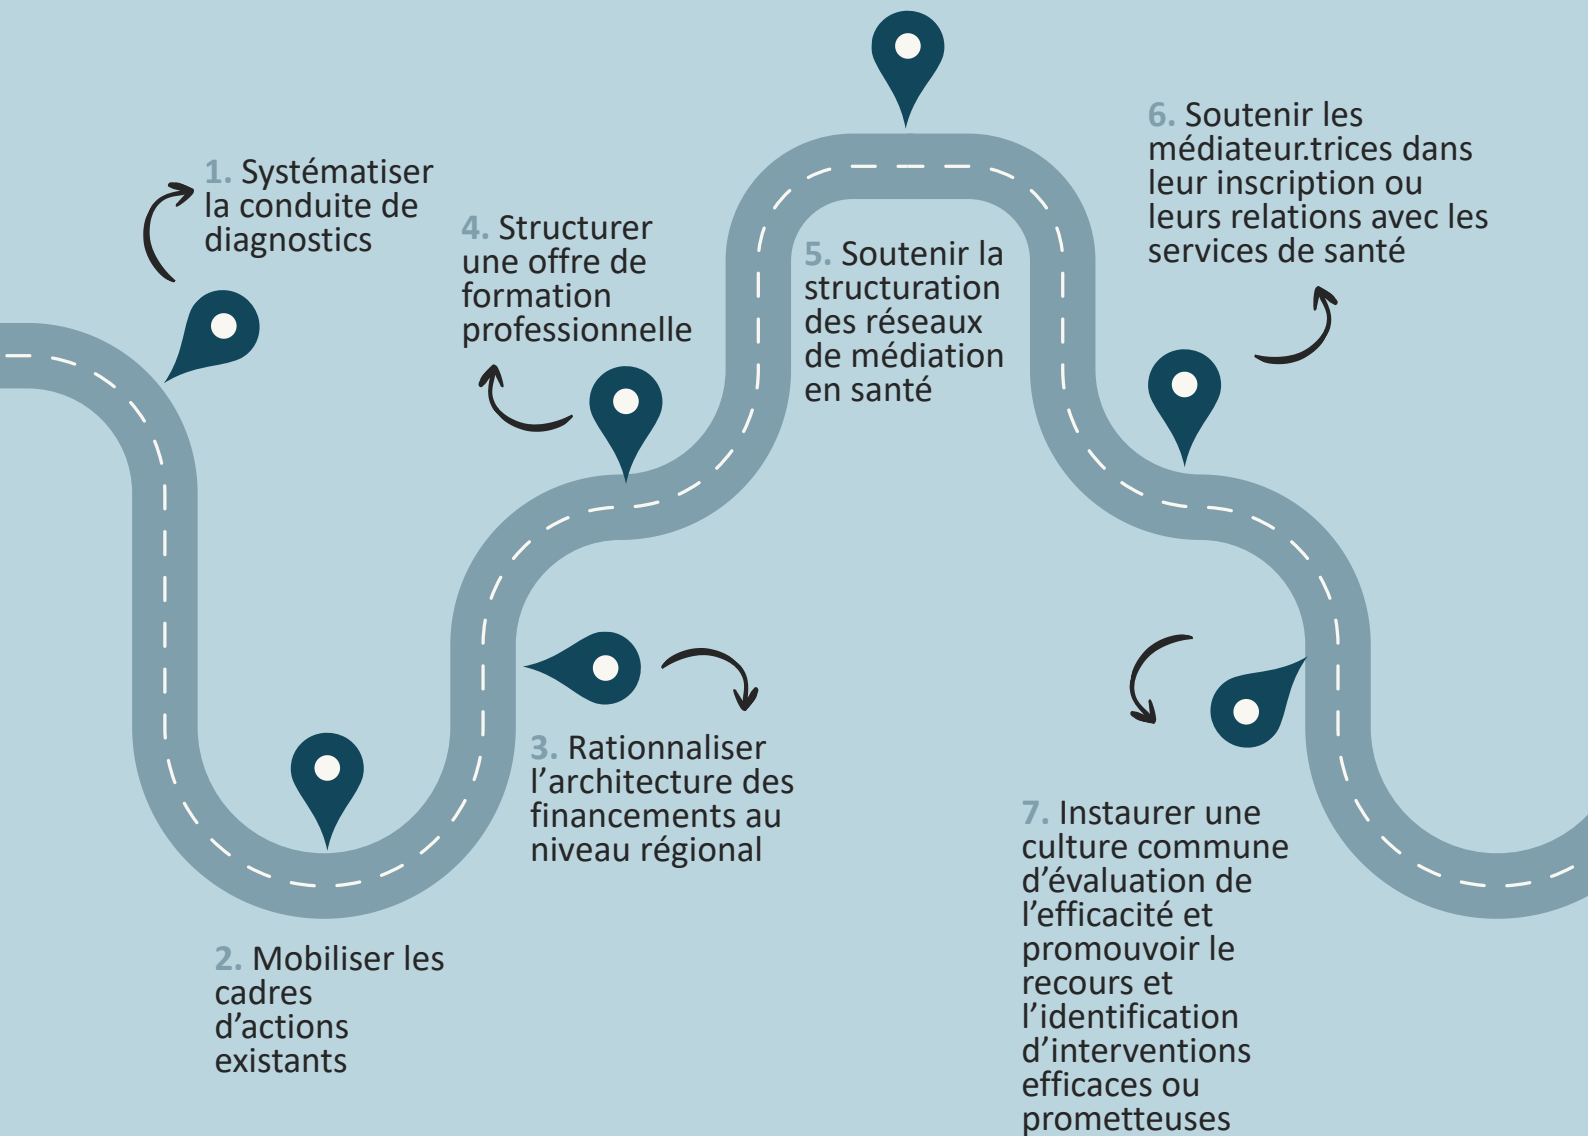 1. Systématiser
la conduite de
diagnostics
2. Mobiliser les
cadres
d’actions
existants
3. Rationnaliser
l’architecture des
financements au
niveau régional
4. Structurer
une offre de
formation
professionnelle
5. Soutenir la
structuration
des réseaux
de médiation
en santé
6. Soutenir les
médiateur.trices dans
leur inscription ou
leurs relations avec les
services de santé
7. Instaurer une
culture commune
d’évaluation de
l’efficacité et
promouvoir le
recours et
l’identification
d’interventions
efficaces ou
prometteuses